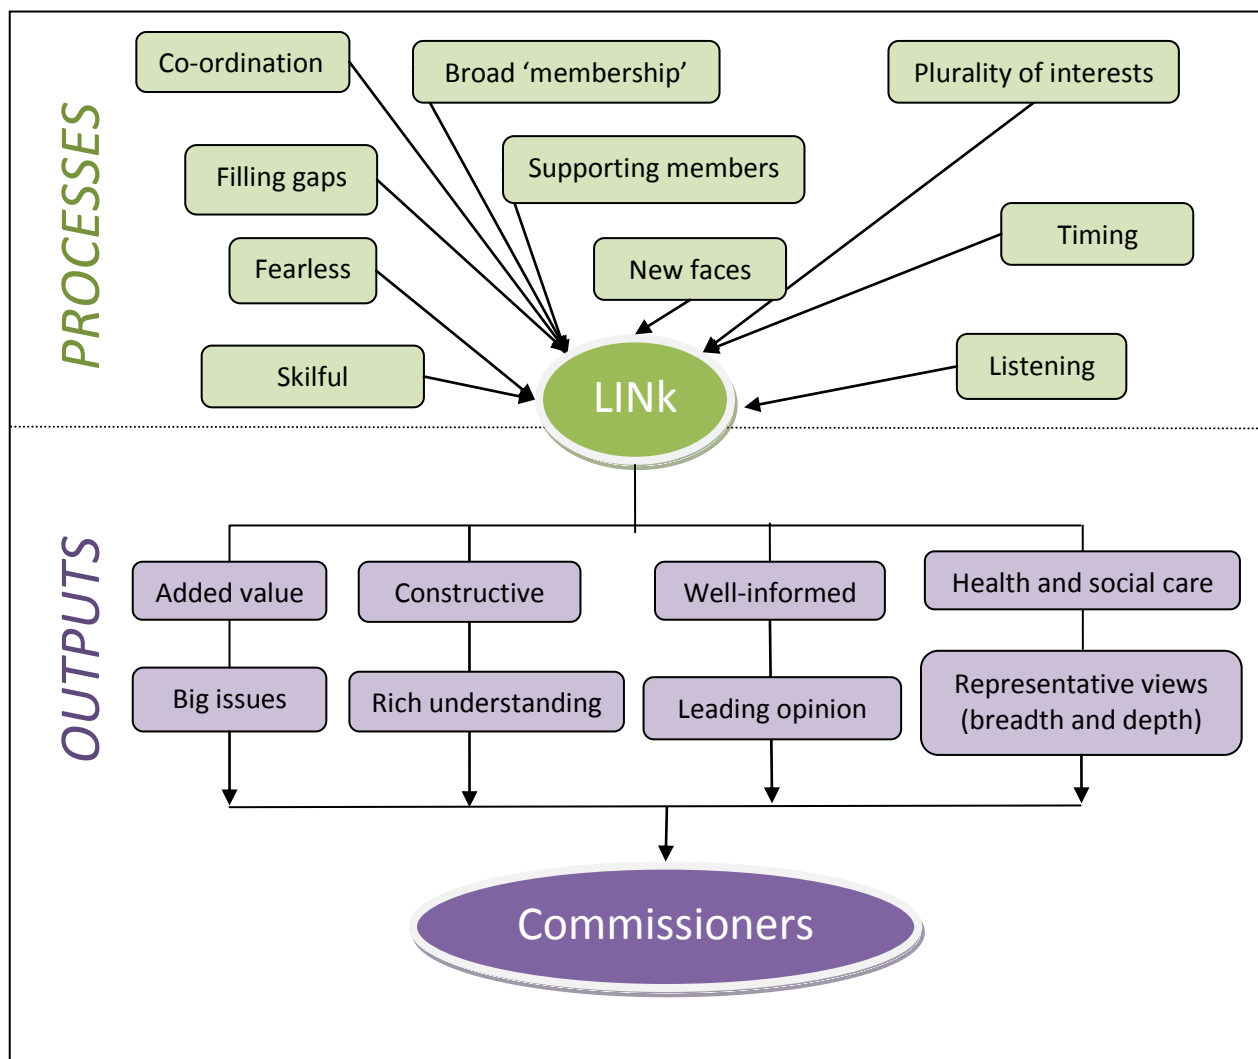 PROCESSES
Co-ordination
Broad ‘membership’
Plurality of interests
Filling gaps
Supporting members
Timing
Fearless
New faces
Skilful
Listening
LINk
OUTPUTS
Added value
Constructive
Well-informed
Health and social care
Big issues
Rich understanding
Leading opinion
Representative views
(breadth and depth)
Commissioners